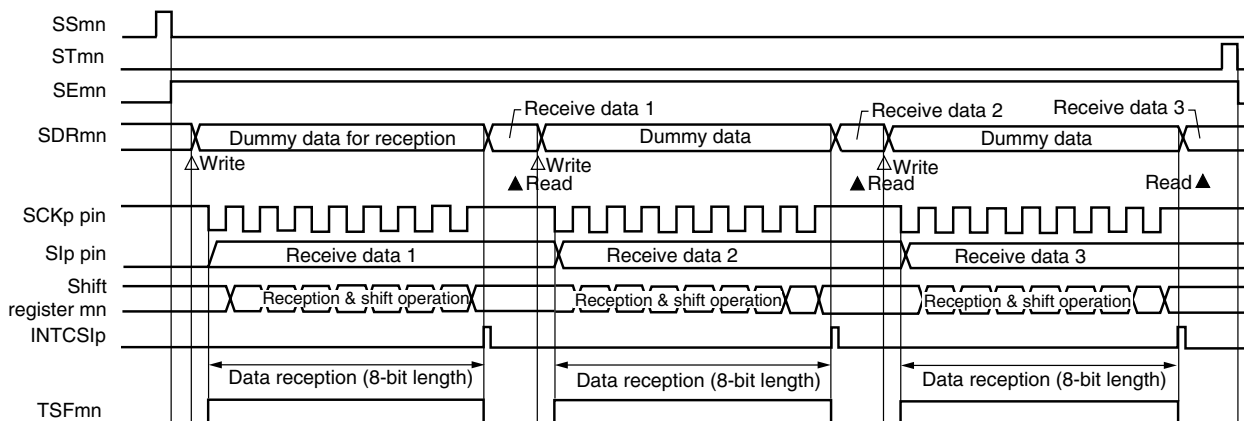 SSmn
STmn
SEmn
Receive data 1
Receive data 2
Receive data 3
SDRmn
Dummy data for reception
Dummy data
Dummy data
Write
Write
Write
Read
Read
Read
SCKp pin
SIp pin
Receive data 1
Receive data 2
Receive data 3
Shift
register mn
Reception & shift operation
Reception & shift operation
Reception & shift operation
INTCSIp
Data reception (8-bit length)
Data reception (8-bit length)
Data reception (8-bit length)
TSFmn